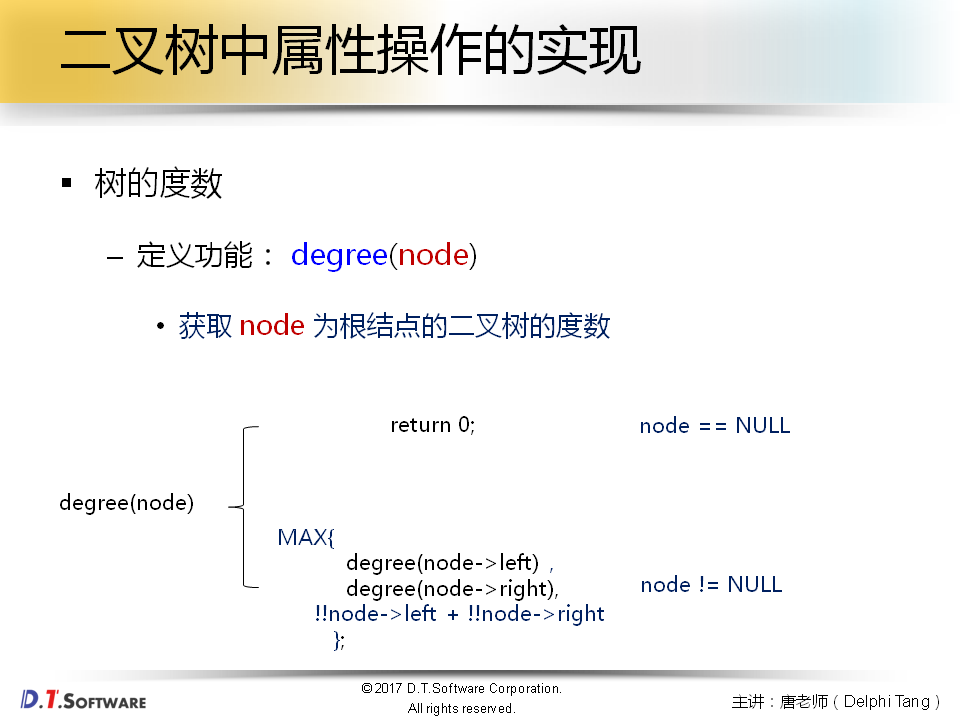 二叉树中属性操作的实现
▪ 树的度数
– 定义功能： degree(node)
• 获取 node 为根结点的二叉树的度数
return 0; node == NULL
degree(node)
MAX{
degree(node->left) ,
degree(node->right), node != NULL
!!node->left + !!node->right
};
D.T.SOFTWARE
©2017 D.T.Software Corporation.
All rights reserved.
主讲：唐老师（Delphi Tang）